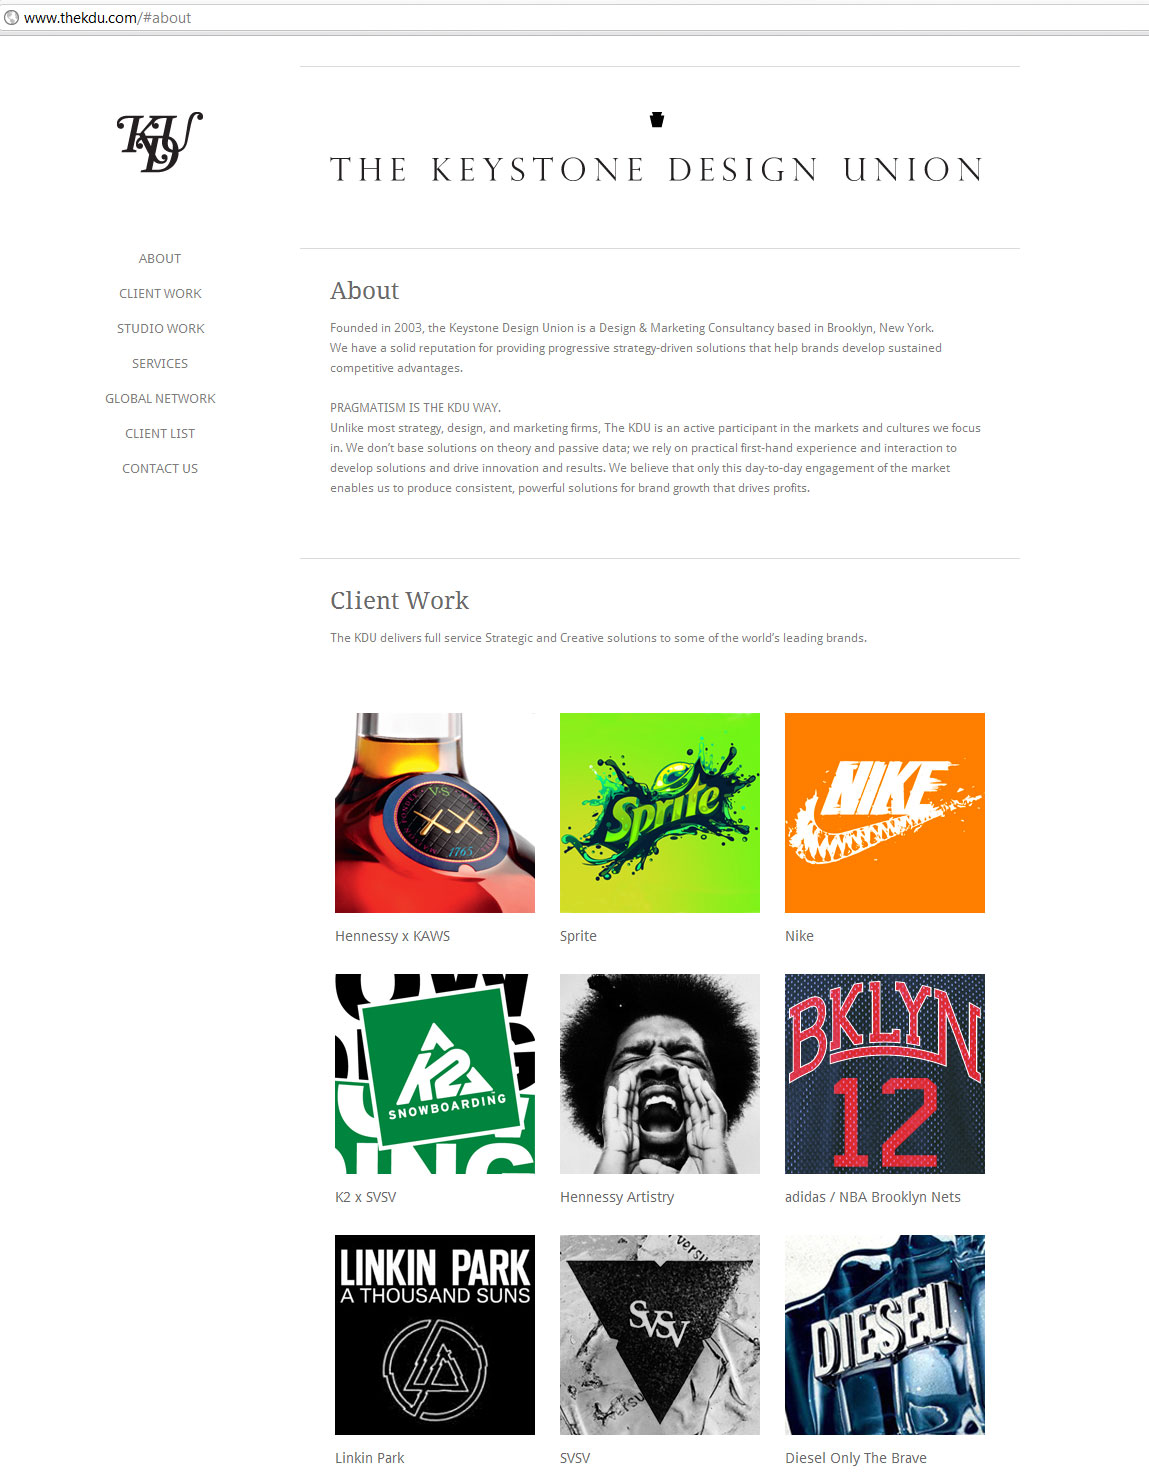 www.thekdu.com/#about
KDU
THE KEYSTONE DESIGN UNION
ABOUT
CLIENT WORK
STUDIO WORK
SERVICES
GLOBAL NETWORK
CLIENT LIST
CONTACT US
About
Founded in 2003, the Keystone Design Union is a Design & Marketing Consultancy based in Brooklyn, New York.
We have a solid reputation for providing progressive strategy-driven solutions that help brands develop sustained
competitive advantages.
PRAGMATISM IS THE KDU WAY.
Unlike most strategy, design, and marketing firms, The KDU is an active participant in the markets and cultures we focus
in. We don’t base solutions on theory and passive data; we rely on practical first-hand experience and interaction to
develop solutions and drive innovation and results. We believe that only this day-to-day engagement of the market
enables us to produce consistent, powerful solutions for brand growth that drives profits.
Client Work
The KDU delivers full service Strategic and Creative solutions to some of the world’s leading brands.
V·S
XX
1765
Sprite
NIKE
Hennessy x KAWS
Sprite
Nike
K2
SNOWBOARDING
BKLYN
12
K2 x SVSV
Hennessy Artistry
adidas / NBA Brooklyn Nets
LINKIN PARK
A THOUSAND SUNS
SVSV
DIESEL
Linkin Park
SVSV
Diesel Only The Brave